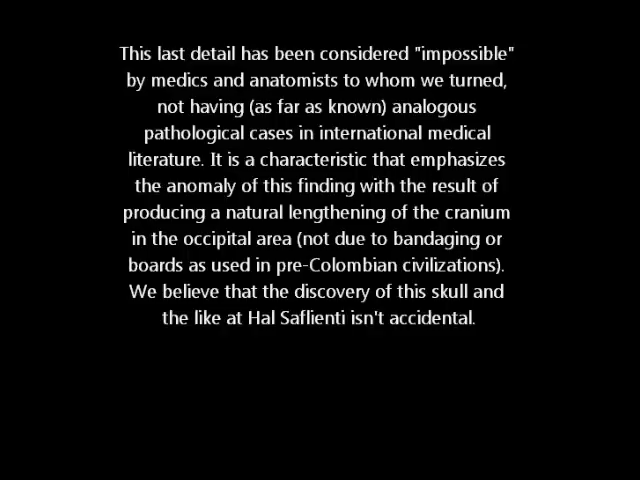 This last detail has been considered "impossible"
by medics and anatomists to whom we turned,
not having (as far as known) analogous
pathological cases in international medical
literature. It is a characteristic that emphasizes
the anomaly of this finding with the result of
producing a natural lengthening of the cranium
in the occipital area (not due to bandaging or
boards as used in pre-Colombian civilizations).
We believe that the discovery of this skull and
the like at Hal Saflienti isn't accidental.